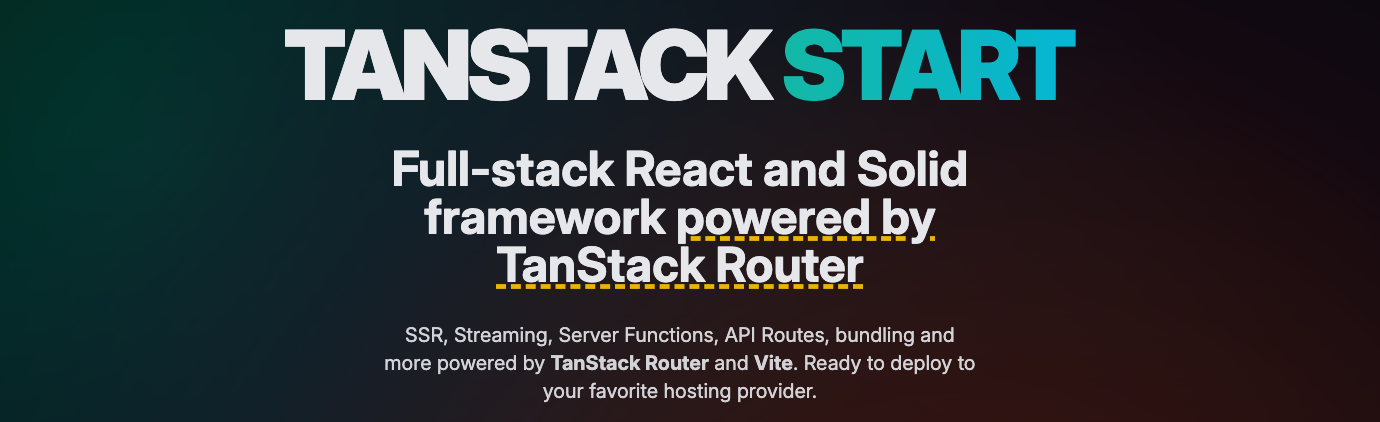 TANSTACK START
Full-stack React and Solid
framework powered by
TanStack Router
SSR, Streaming, Server Functions, API Routes, bundling and
more powered by TanStack Router and Vite. Ready to deploy to
your favorite hosting provider.